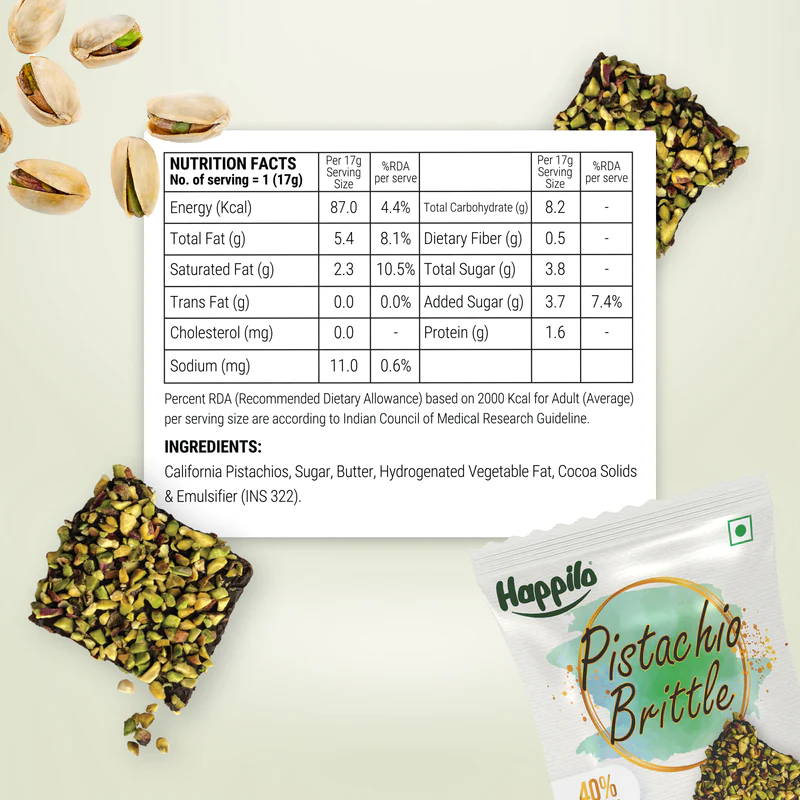 NUTRITION FACTS
No. of serving = 1 (17g)
Per 17g Serving Size
%RDA per serve
Per 17g Serving Size
%RDA per serve
Energy (Kcal) 87.0 4.4% Total Carbohydrate (g) 8.2 -
Total Fat (g) 5.4 8.1% Dietary Fiber (g) 0.5 -
Saturated Fat (g) 2.3 10.5% Total Sugar (g) 3.8 -
Trans Fat (g) 0.0 0.0% Added Sugar (g) 3.7 7.4%
Cholesterol (mg) 0.0 - Protein (g) 1.6 -
Sodium (mg) 11.0 0.6%
Percent RDA (Recommended Dietary Allowance) based on 2000 Kcal for Adult (Average)
per serving size are according to Indian Council of Medical Research Guideline.
INGREDIENTS:
California Pistachios, Sugar, Butter, Hydrogenated Vegetable Fat, Cocoa Solids
& Emulsifier (INS 322).
Happilo
Pistachio
Brittle
40%